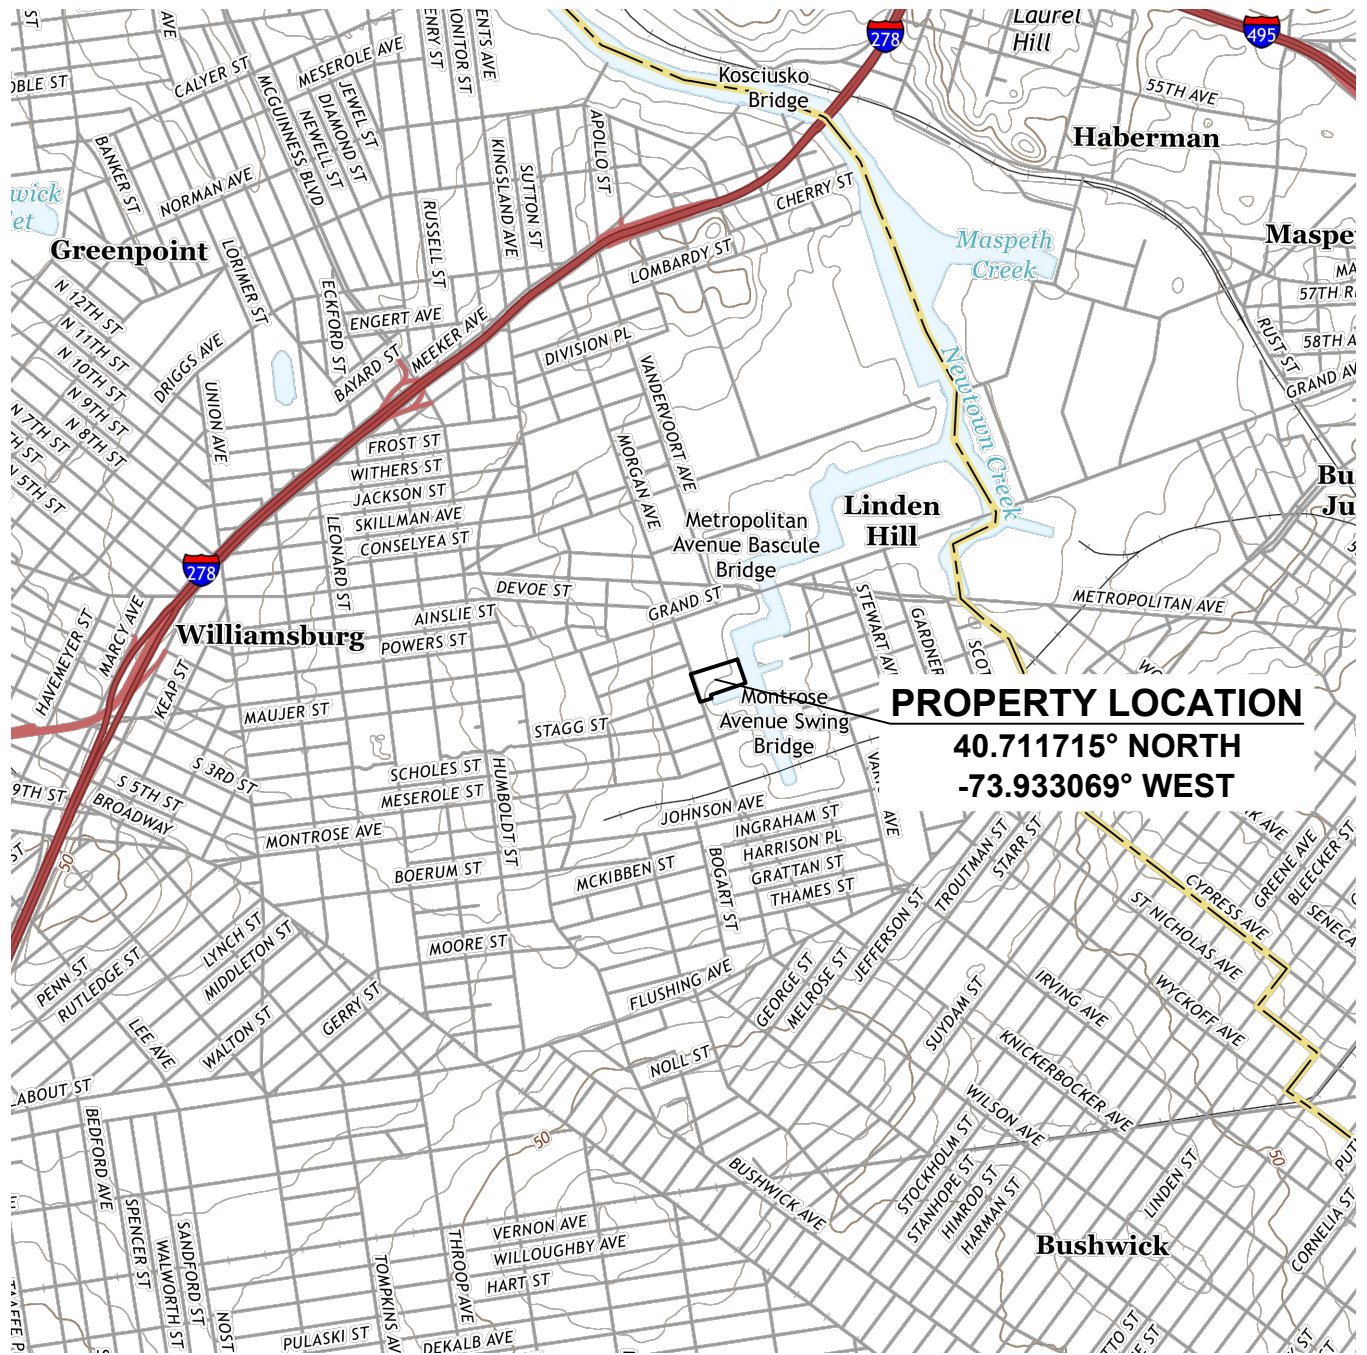 Laurel
Hill
278
495
Kosciusko
Bridge
55TH AVE
Haberman
CALYER ST
MESEROLE AVE
MCGUINNESS BLVD
JEWEL ST
DIAMOND ST
NEWELL ST
BANKER ST
NORMAN AVE
KINGSLAND AVE
SUTTON ST
APOLLO ST
CHERRY ST
RUSSELL ST
Greenpoint
LORIMER ST
LOMBARDY ST
Maspeth
Creek
57TH
58TH
RUST ST
GRAND AV
N 12TH ST
N 11TH ST
N 10TH ST
N 9TH ST
N 8TH ST
N 7TH ST
N 5TH ST
DRIGGS AVE
UNION AVE
ECKFORD ST
ENGERT AVE
BAYARD ST
MEEKER AVE
DIVISION PL
VANDERVOORT AVE
MORGAN AVE
Newtown Creek
FROST ST
WITHERS ST
JACKSON ST
SKILLMAN AVE
CONSELYEA ST
LEONARD ST
Metropolitan
Avenue Bascule
Bridge
Linden
Hill
278
DEVOE ST
GRAND ST
AINSLIE ST
POWERS ST
STEWART AV
GARDNER
METROPOLITAN AVE
HAVEMEYER ST
MARCY AVE
KEAP ST
Williamsburg
MAUJER ST
STAGG ST
Montrose
Avenue Swing
Bridge
PROPERTY LOCATION
40.711715° NORTH
-73.933069° WEST
S 3RD ST
S 5TH ST
BROADWAY
9TH ST
SCHOLES ST
MESEROLE ST
HUMBOLDT ST
MONTROSE AVE
BOERUM ST
JOHNSON AVE
INGRAHAM ST
HARRISON PL
GRATTAN ST
THAMES ST
MCKIBBEN ST
BOGART ST
AVE
TROUTMAN ST
STARR ST
JEFFERSON ST
CYPRESS AVE
GREENE AVE
BLEECKER ST
SENECA
ST NICHOLAS AVE
50
LYNCH ST
MIDDLETON ST
PENN ST
RUTLEDGE ST
LEE AVE
WALTON ST
GERRY ST
MOORE ST
FLUSHING AVE
GEORGE ST
MELROSE ST
SUYDAM ST
IRVING AVE
WYCKOFF AVE
KNICKERBOCKER AVE
NOLL ST
WILSON AVE
50
50
BEDFORD AVE
SPENCER ST
WALWORTH ST
SANDFORD ST
NOST
BUSHWICK AVE
STOCKHOLM ST
STANHOPE ST
HIMROD ST
HARMAN ST
LINDEN ST
CORNELIA ST
Bushwick
VERNON AVE
WILLOUGHBY AVE
HART ST
THROOP AVE
TOMPKINS AV
PULASKI ST
DEKALB AVE